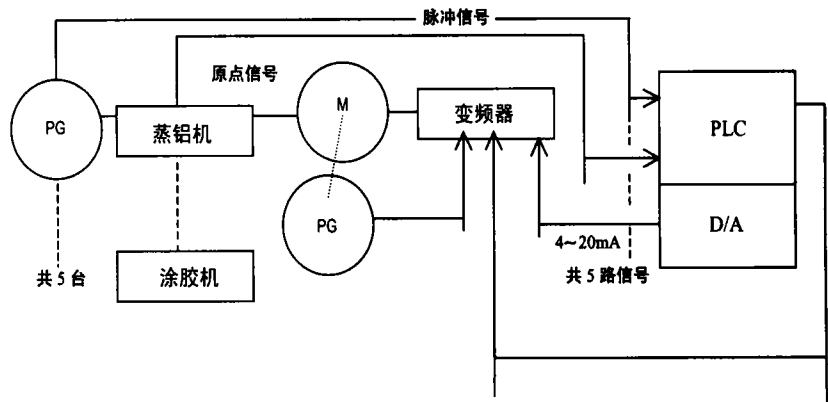 脉冲信号
原点信号
PG
蒸铝机
M
变频器
PLC
PG
D/A
4~20mA
共 5 台
涂胶机
共 5 路信号